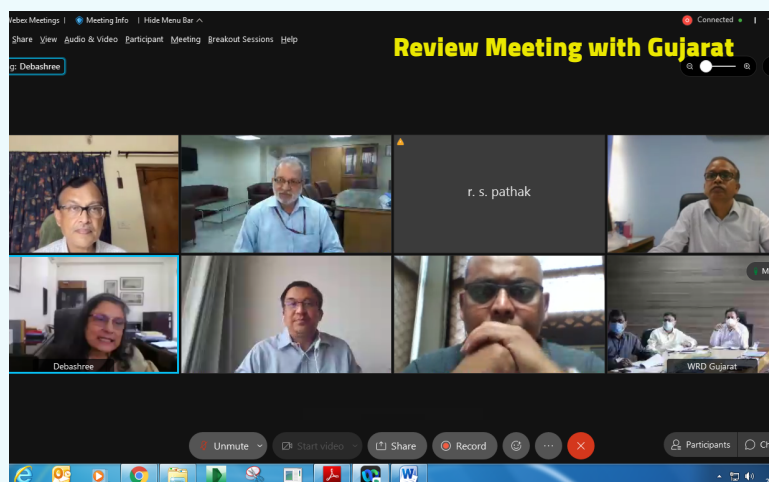 Webex Meetings | Meeting Info | Hide Menu Bar
Connected
Share View Audio & Video Participant Meeting Breakout Sessions Help
Review Meeting with Gujarat
g: Debashree
r. s. pathak
M
Debashree
WRD Gujarat
Unmute
Start video
Share
Record
Participants
Ch